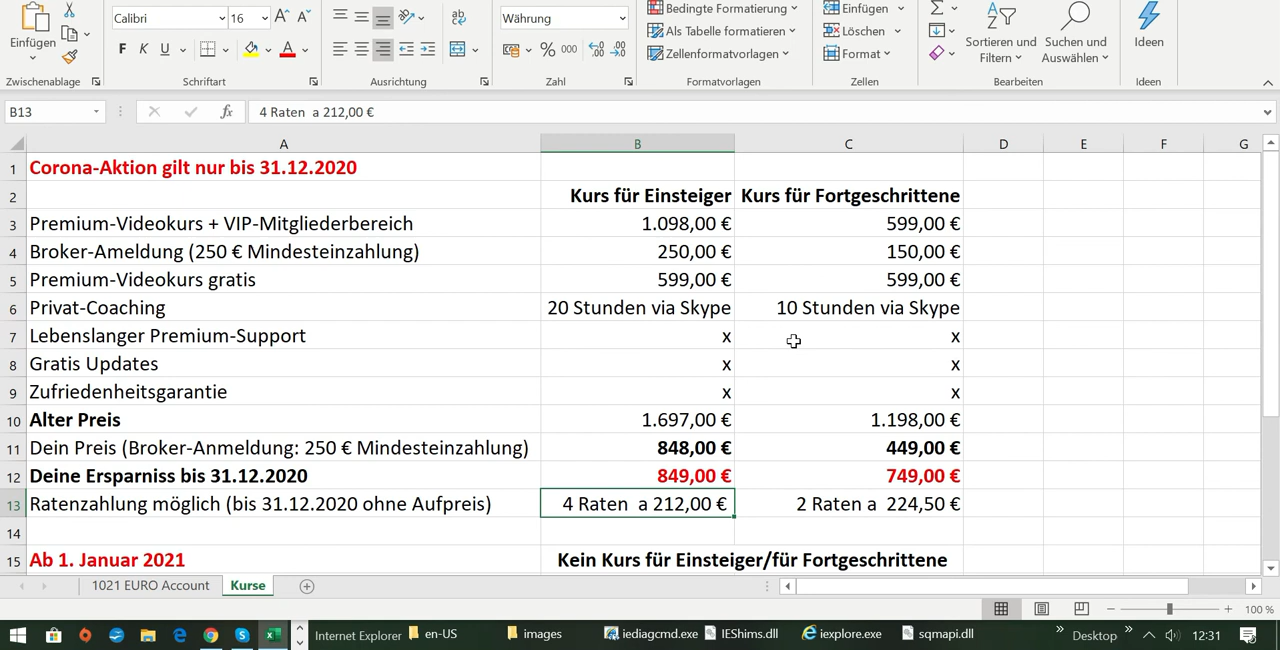 Calibri 16 Währung
Bedingte Formatierung Einfügen
Als Tabelle formatieren Löschen
Zellenformatvorlagen Format
Einfügen F K U A % 000 Sortieren und Filtern Suchen und Auswählen Ideen
Zwischenablage Schriftart Ausrichtung Zahl Formatvorlagen Zellen Bearbeiten Ideen
B13 fx 4 Raten a 212,00 €
A B C D E F G
1 Corona-Aktion gilt nur bis 31.12.2020
2 Kurs für Einsteiger Kurs für Fortgeschrittene
3 Premium-Videokurs + VIP-Mitgliederbereich 1.098,00 € 599,00 €
4 Broker-Ameldung (250 € Mindesteinzahlung) 250,00 € 150,00 €
5 Premium-Videokurs gratis 599,00 € 599,00 €
6 Privat-Coaching 20 Stunden via Skype 10 Stunden via Skype
7 Lebenslanger Premium-Support x x
8 Gratis Updates x x
9 Zufriedenheitsgarantie x x
10 Alter Preis 1.697,00 € 1.198,00 €
11 Dein Preis (Broker-Anmeldung: 250 € Mindesteinzahlung) 848,00 € 449,00 €
12 Deine Ersparniss bis 31.12.2020 849,00 € 749,00 €
13 Ratenzahlung möglich (bis 31.12.2020 ohne Aufpreis) 4 Raten a 212,00 € 2 Raten a 224,50 €
14
15 Ab 1. Januar 2021 Kein Kurs für Einsteiger/für Fortgeschrittene
1021 EURO Account Kurse
100 %
Internet Explorer en-US images iediagcmd.exe IEShims.dll iexplore.exe sqmapi.dll Desktop 12:31